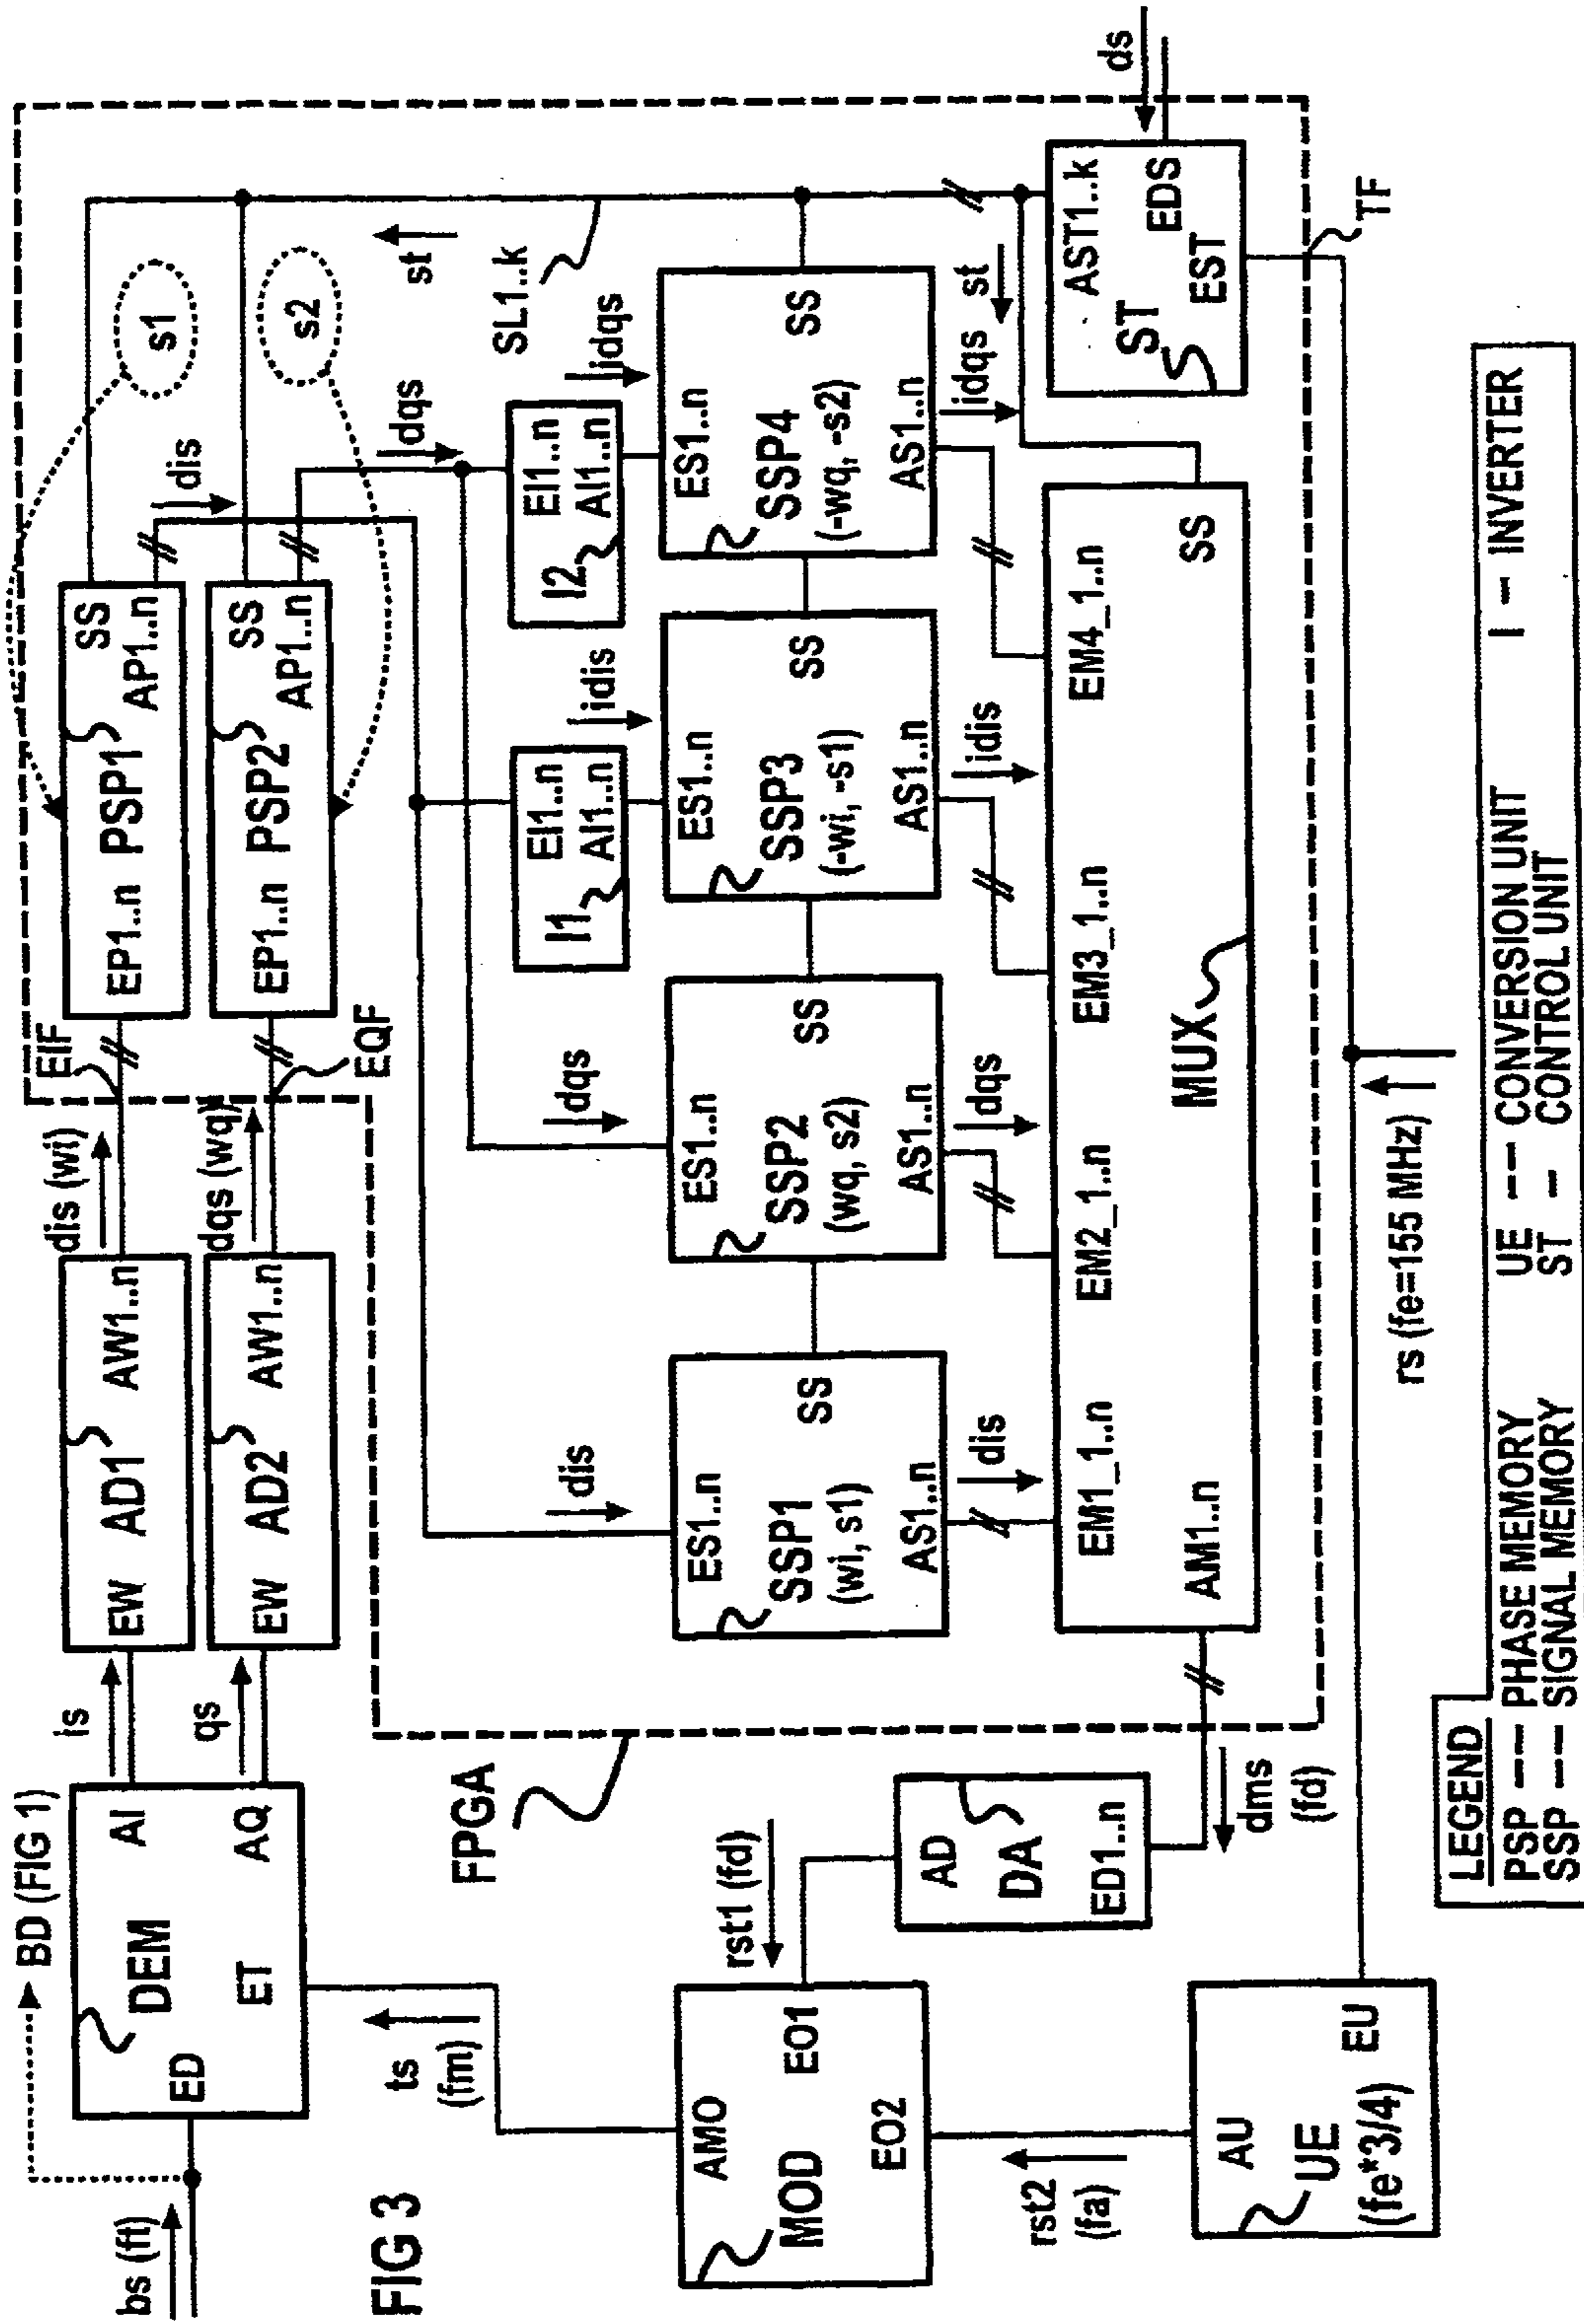 bs (ft)
BD (FIG 1)
ED
DEM
AI
AQ
ET
is
qs
EW AD1 AW1..n
EW AD2 AW1..n
dis (wi)
dqs (wq)
EIF
EQF
EP1..n PSP1 SS
AP1..n
EP1..n PSP2 SS
AP1..n
s1
s2
dis
dqs
st
SL1..k
ts
(fm)
FPGA
dis
dqs
EI1..n
AI1..n
I1
idis
EI1..n
AI1..n
I2
idqs
ES1..n
SSP1
(wi, s1)
SS
AS1..n
ES1..n
SSP2
(wq, s2)
SS
AS1..n
ES1..n
SSP3
(-wi, -s1)
SS
AS1..n
ES1..n
SSP4
(-wq, -s2)
SS
AS1..n
dis
dqs
idis
idqs
st
FIG 3
AMO
MOD
EO1
EO2
rst1 (fd)
AD
DA
ED1..n
dms
(fd)
EM1_1..n
EM2_1..n
EM3_1..n
EM4_1..n
AM1..n
MUX
SS
AST1..k
ST
EDS
EST
ds
TF
rst2
(fa)
AU
UE
(fe*3/4)
EU
rs (fe=155 MHz)
LEGEND
PSP -- PHASE MEMORY UE -- CONVERSION UNIT I - INVERTER
SSP -- SIGNAL MEMORY ST - CONTROL UNIT